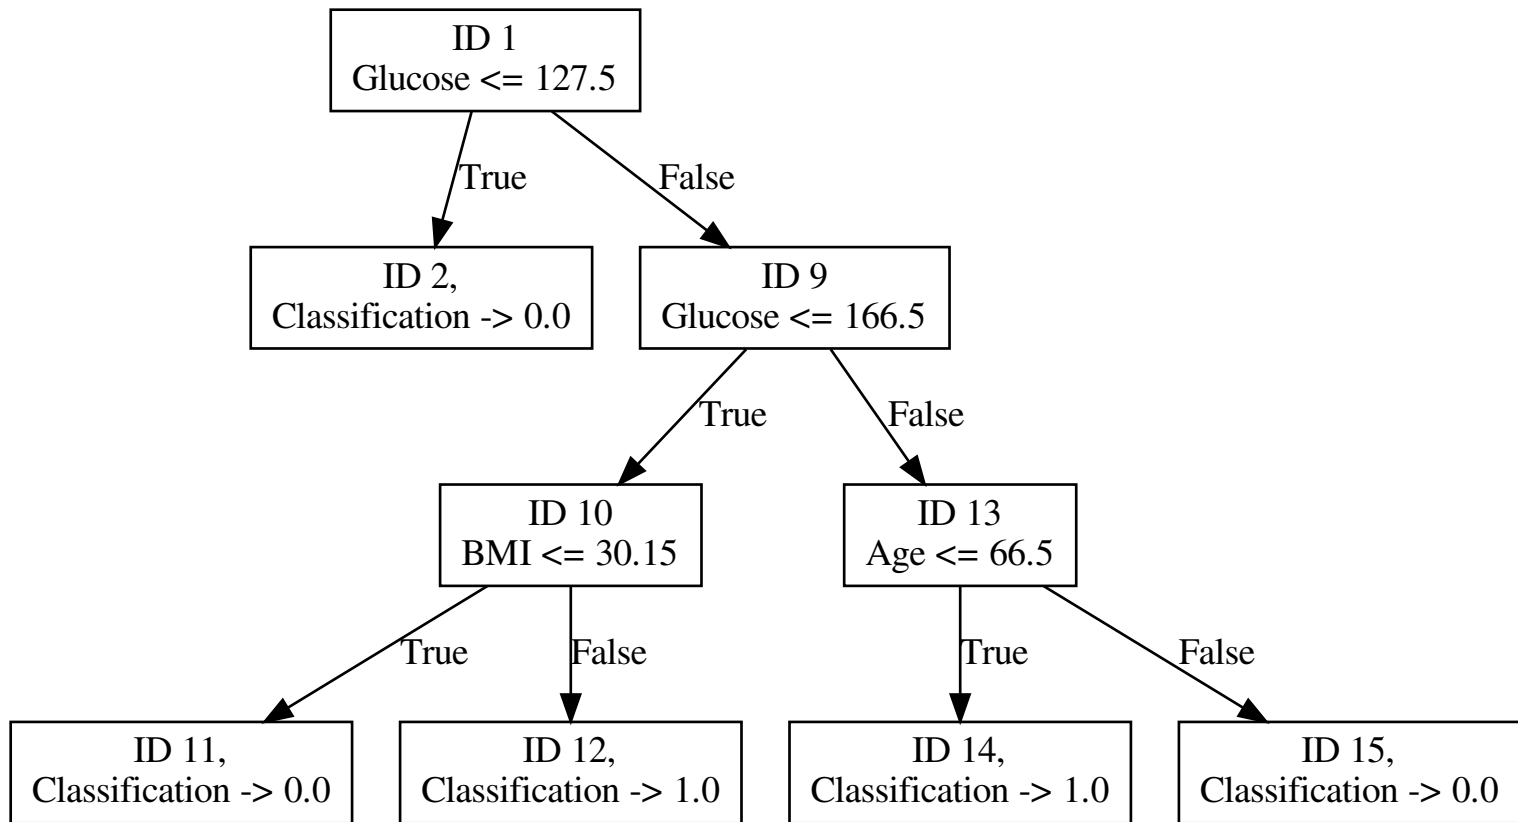 ID 1
Glucose <= 127.5
True
False
ID 2,
Classification -> 0.0
ID 9
Glucose <= 166.5
True
False
ID 10
BMI <= 30.15
ID 13
Age <= 66.5
True
False
True
False
ID 11,
Classification -> 0.0
ID 12,
Classification -> 1.0
ID 14,
Classification -> 1.0
ID 15,
Classification -> 0.0